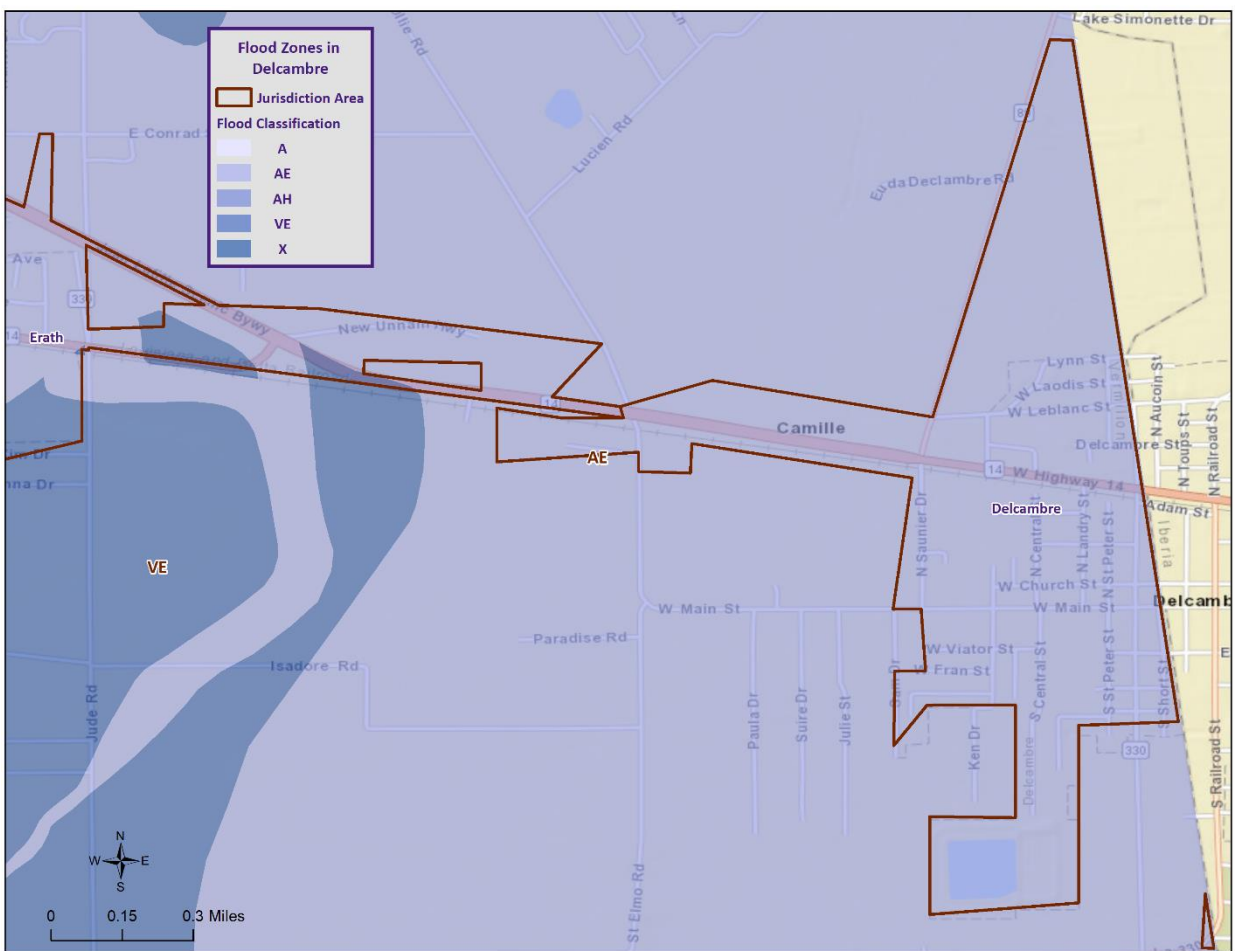 Lake Simonette Dr
Flood Zones in
Delcambre
Jurisdiction Area
Flood Classification
A
AE
AH
VE
X
Lucien Rd
Euda Declambre Rd
E Conrad
Ave
330
Bywy
New Unnam Hwy
14
Erath
Lynn St
W Laodis St
W Leblanc St
Vermilion
N Aucoin St
Delcambre St
N Toups St
N Railroad St
Camille
AE
14
W Highway 14
Adam St
Delcambre
Iberia
N Saunier Dr
N Central St
N Landry St
N St Peter St
VE
W Church St
W Main St
W Main St
Delcamb
Paradise Rd
W Viator St
W Fran St
Isadore Rd
Jude Rd
Paula Dr
Suire Dr
Julie St
Ken Dr
S Central St
S St Peter St
S Short St
Delcambre
330
S Railroad St
St Elmo Rd
N
W E
S
0 0.15 0.3 Miles